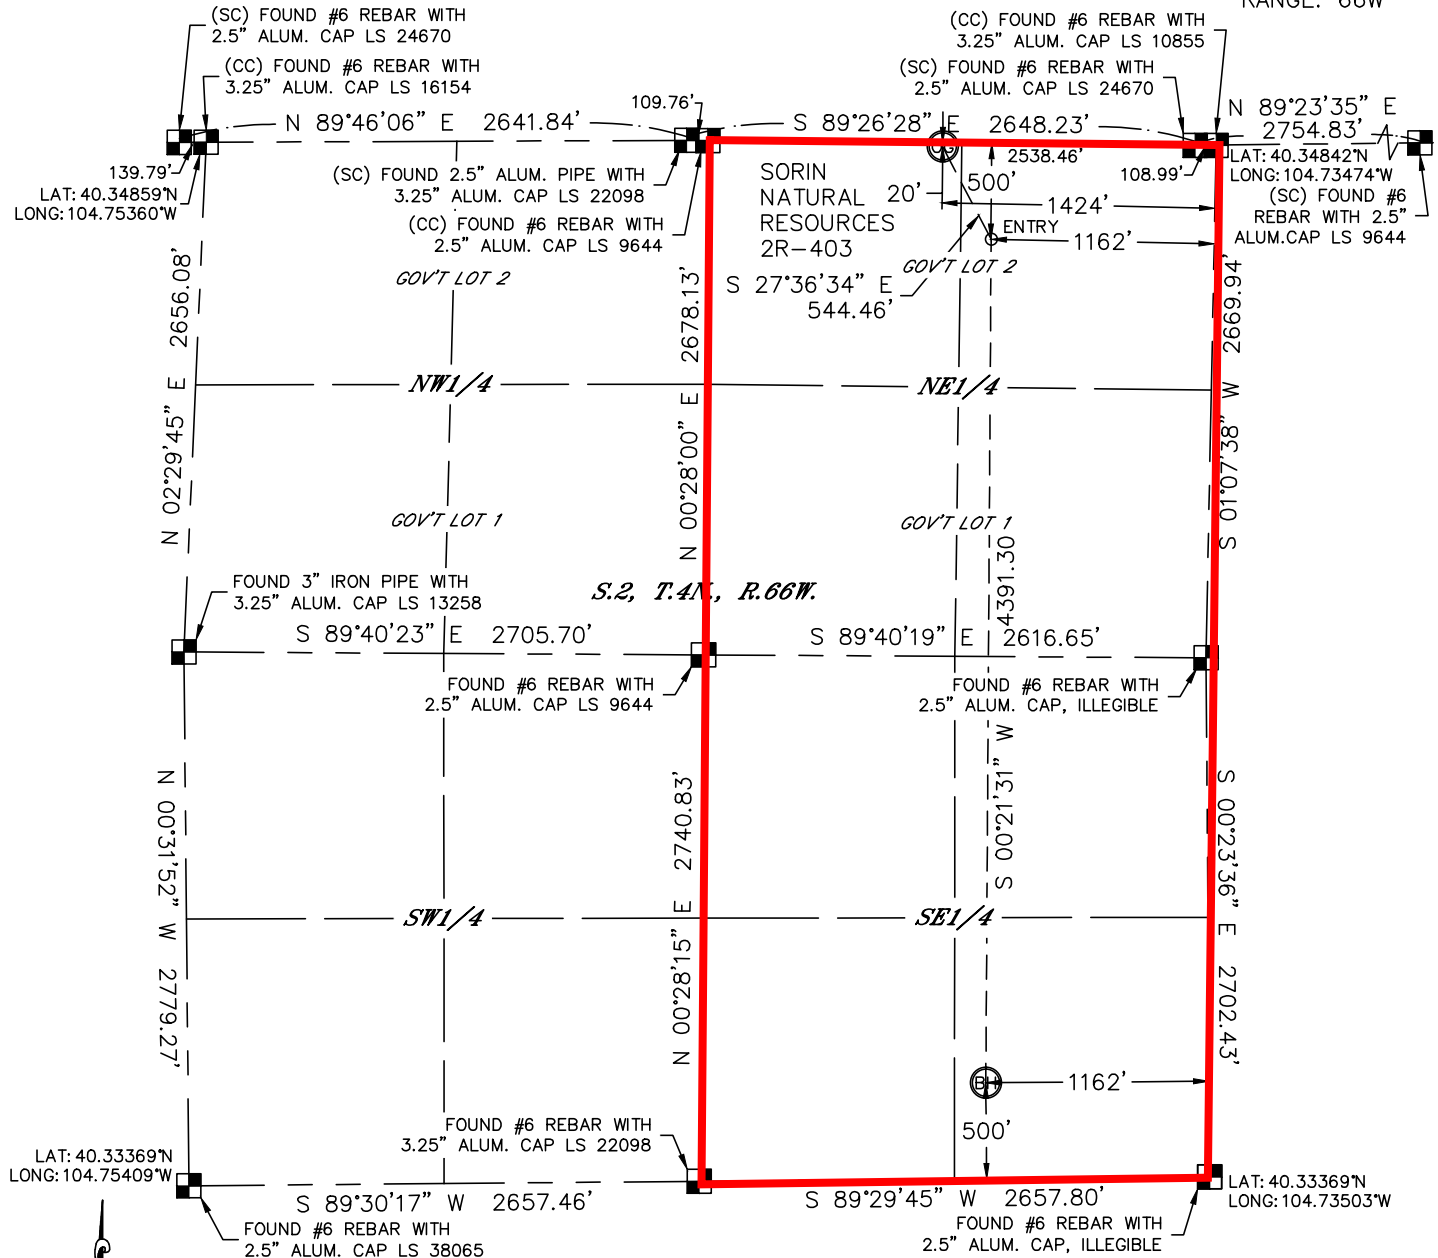 RANGE: 66W
(SC) FOUND #6 REBAR WITH
2.5" ALUM. CAP LS 24670
(CC) FOUND #6 REBAR WITH
3.25" ALUM. CAP LS 16154
(CC) FOUND #6 REBAR WITH
3.25" ALUM. CAP LS 10855
(SC) FOUND #6 REBAR WITH
2.5" ALUM. CAP LS 24670
N 89°46'06" E 2641.84'
109.76'
S 89°26'28" E 2648.23'
2538.46'
N 89°23'35" E
2754.83'
139.79'
LAT: 40.34859°N
LONG: 104.75360°W
(SC) FOUND 2.5" ALUM. PIPE WITH
3.25" ALUM. CAP LS 22098
(CC) FOUND #6 REBAR WITH
2.5" ALUM. CAP LS 9644
SORIN
NATURAL
RESOURCES
2R-403
20'
500'
1424'
ENTRY
1162'
108.99'
LAT: 40.34842°N
LONG: 104.73474°W
(SC) FOUND #6
REBAR WITH 2.5"
ALUM.CAP LS 9644
S 27°36'34" E
544.46'
GOV'T LOT 2
GOV'T LOT 2
N 02°29'45" E 2656.08'
N 00°28'00" E 2678.13'
S 01°07'38" W 2669.94'
NW1/4
NE1/4
GOV'T LOT 1
GOV'T LOT 1
FOUND 3" IRON PIPE WITH
3.25" ALUM. CAP LS 13258
S.2, T.4N., R.66W.
S 89°40'23" E 2705.70'
S 89°40'19" E 2616.65'
FOUND #6 REBAR WITH
2.5" ALUM. CAP LS 9644
FOUND #6 REBAR WITH
2.5" ALUM. CAP, ILLEGIBLE
S 00°21'31" W 4391.30
N 00°31'52" W 2779.27'
N 00°28'15" E 2740.83'
S 00°23'36" E 2702.43'
SW1/4
SE1/4
BH
1162'
500'
FOUND #6 REBAR WITH
3.25" ALUM. CAP LS 22098
LAT: 40.33369°N
LONG: 104.75409°W
S 89°30'17" W 2657.46'
S 89°29'45" W 2657.80'
LAT: 40.33369°N
LONG: 104.73503°W
FOUND #6 REBAR WITH
2.5" ALUM. CAP LS 38065
FOUND #6 REBAR WITH
2.5" ALUM. CAP, ILLEGIBLE